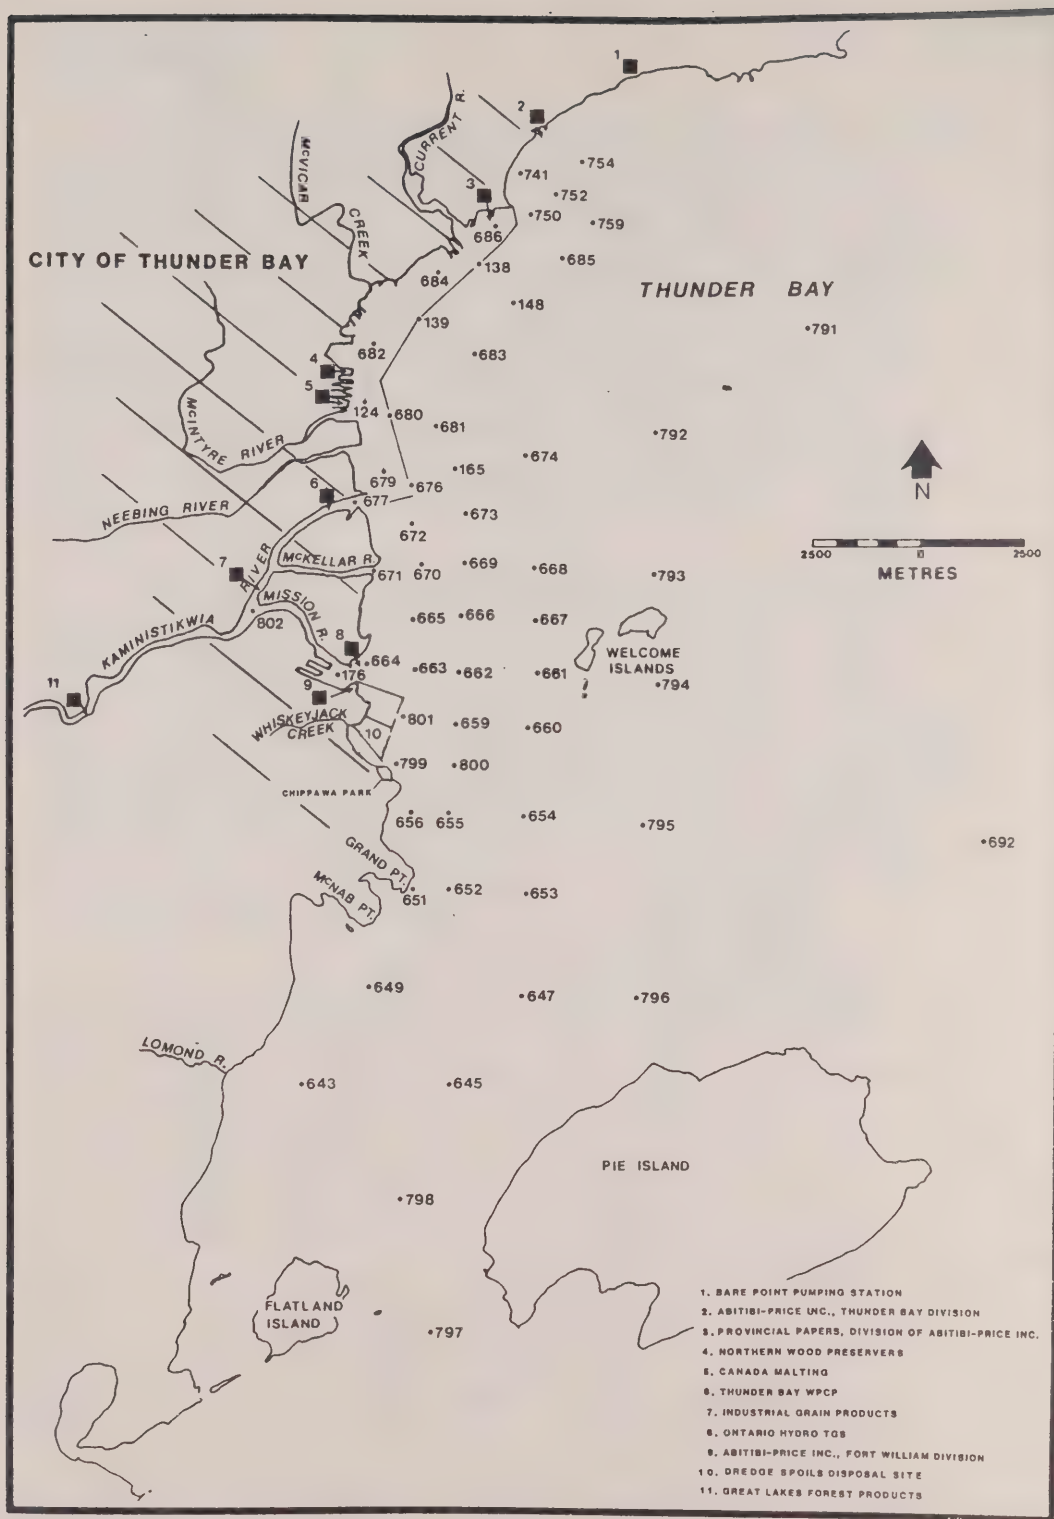 1
2
CURRENT R.
McVICAR
CREEK
754
741
3
752
750
759
686
CITY OF THUNDER BAY
138
685
684
THUNDER BAY
148
139
791
682
683
4
5
124
680
681
McINTYRE RIVER
792
674
165
679
676
6
677
N
NEEBING RIVER
673
672
2500 0 2500
METRES
RIVER
McKELLAR R.
7
671
670
669
668
793
MISSION R.
802
KAMINISTIKWIA
665
666
667
8
WELCOME
ISLANDS
664
663
662
661
176
794
11
9
WHISKEYJACK
CREEK
10
801
659
660
799
800
CHIPPAWA PARK
656
655
654
795
692
GRAND PT.
McNAB PT.
651
652
653
649
647
796
LOMOND R.
643
645
PIE ISLAND
798
FLATLAND
ISLAND
797
1. BARE POINT PUMPING STATION
2. ABITIBI-PRICE INC., THUNDER BAY DIVISION
3. PROVINCIAL PAPERS, DIVISION OF ABITIBI-PRICE INC.
4. NORTHERN WOOD PRESERVERS
5. CANADA MALTING
6. THUNDER BAY WPCP
7. INDUSTRIAL GRAIN PRODUCTS
8. ONTARIO HYDRO TGS
9. ABITIBI-PRICE INC., FORT WILLIAM DIVISION
10. DREDGE SPOILS DISPOSAL SITE
11. GREAT LAKES FOREST PRODUCTS